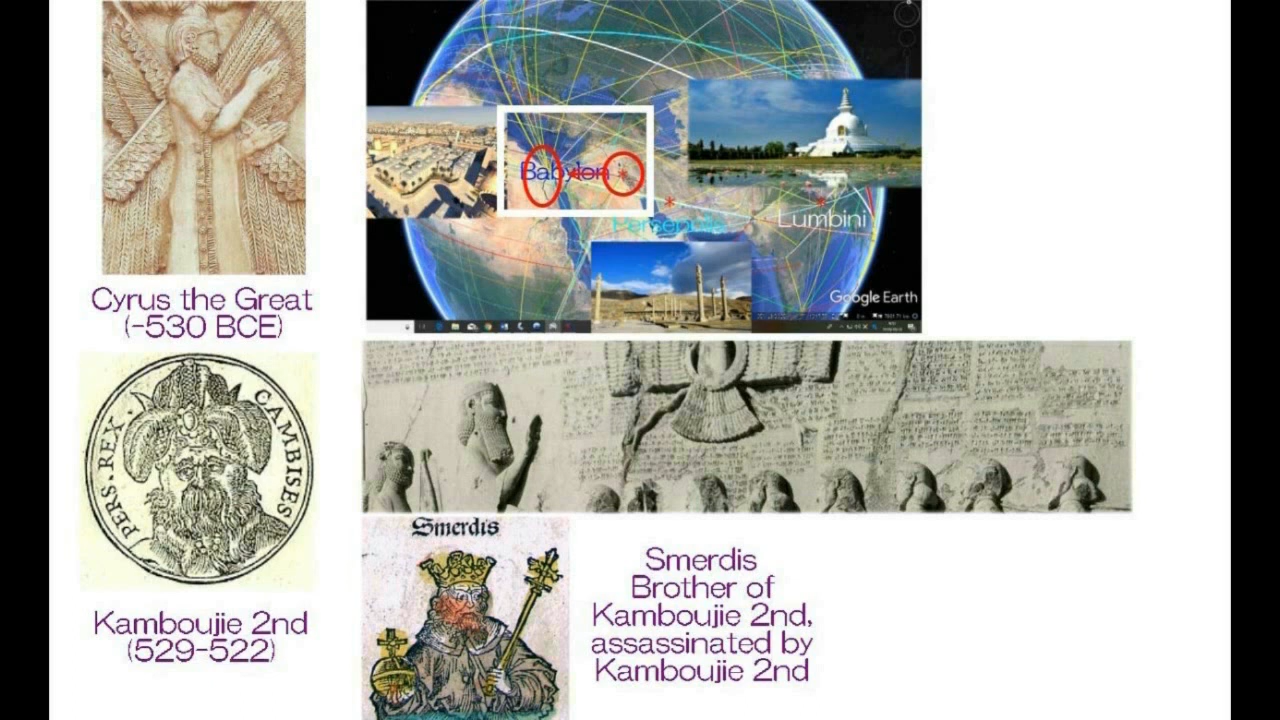 Cyrus the Great
(-530 BCE)
Babylon
Persepolis
Lumbini
Google Earth
PERS. REX. CAMBISES
Kamboujie 2nd
(529-522)
Smerdis
Smerdis
Brother of
Kamboujie 2nd,
assassinated by
Kamboujie 2nd